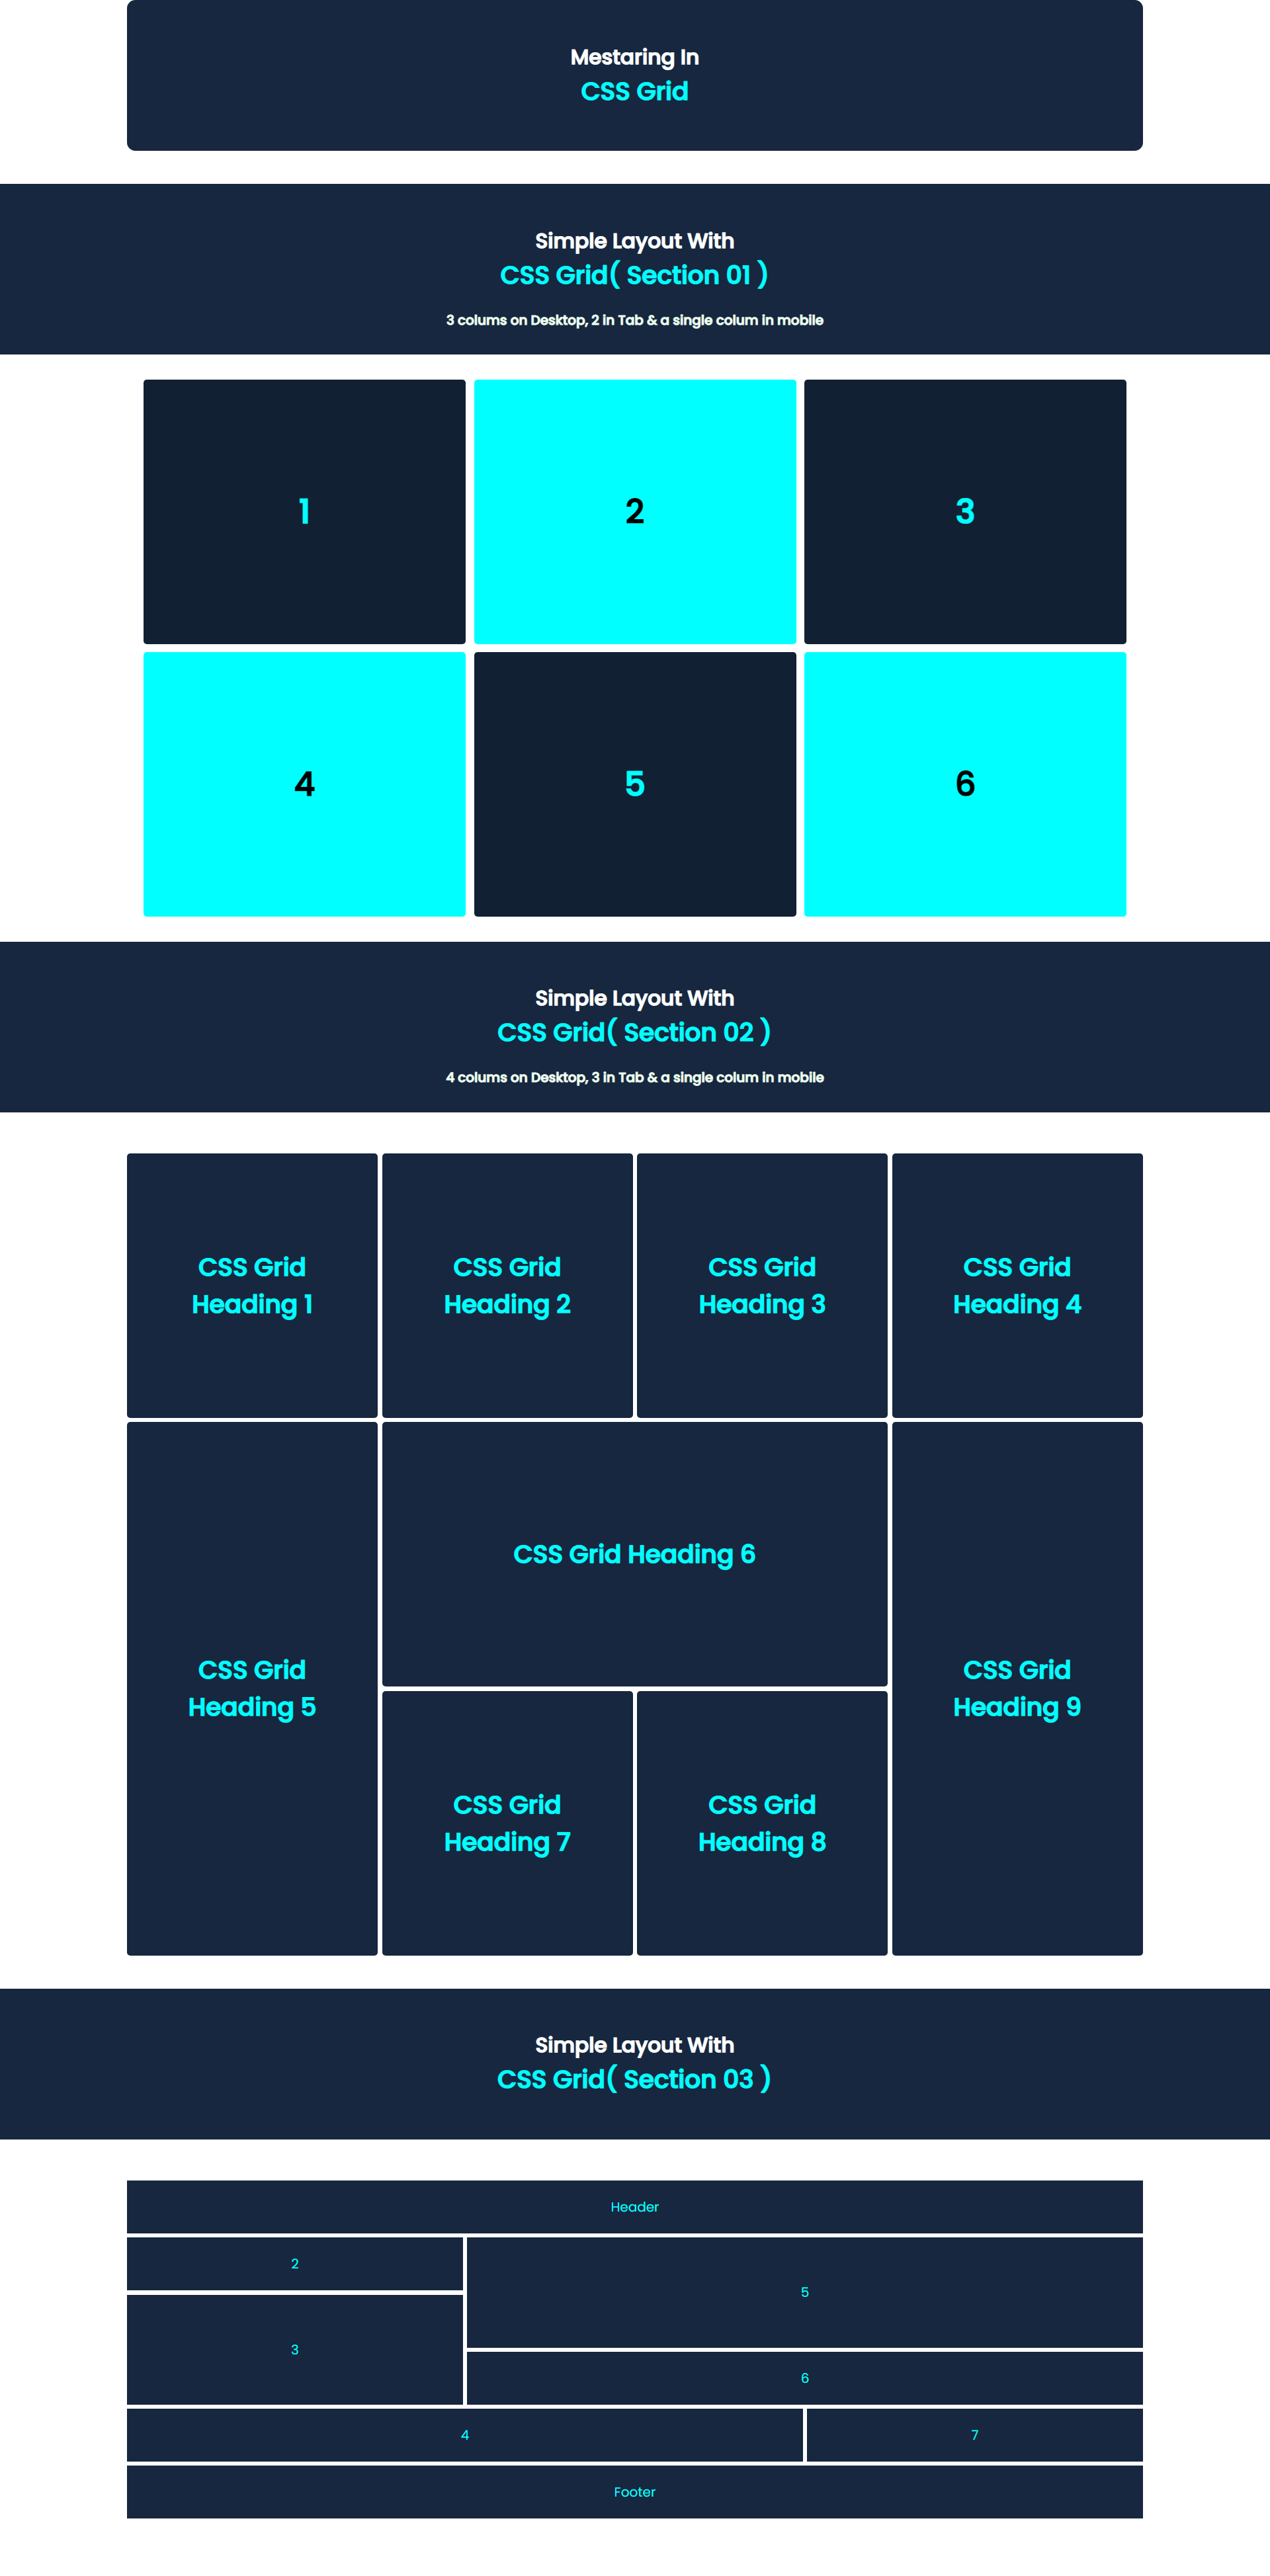 Mestaring In
CSS Grid
Simple Layout With
CSS Grid( Section 01 )
3 colums on Desktop, 2 in Tab & a single colum in mobile
1
2
3
4
5
6
Simple Layout With
CSS Grid( Section 02 )
4 colums on Desktop, 3 in Tab & a single colum in mobile
CSS Grid
Heading 1
CSS Grid
Heading 2
CSS Grid
Heading 3
CSS Grid
Heading 4
CSS Grid
Heading 5
CSS Grid Heading 6
CSS Grid
Heading 7
CSS Grid
Heading 8
CSS Grid
Heading 9
Simple Layout With
CSS Grid( Section 03 )
Header
2
5
3
6
4
7
Footer